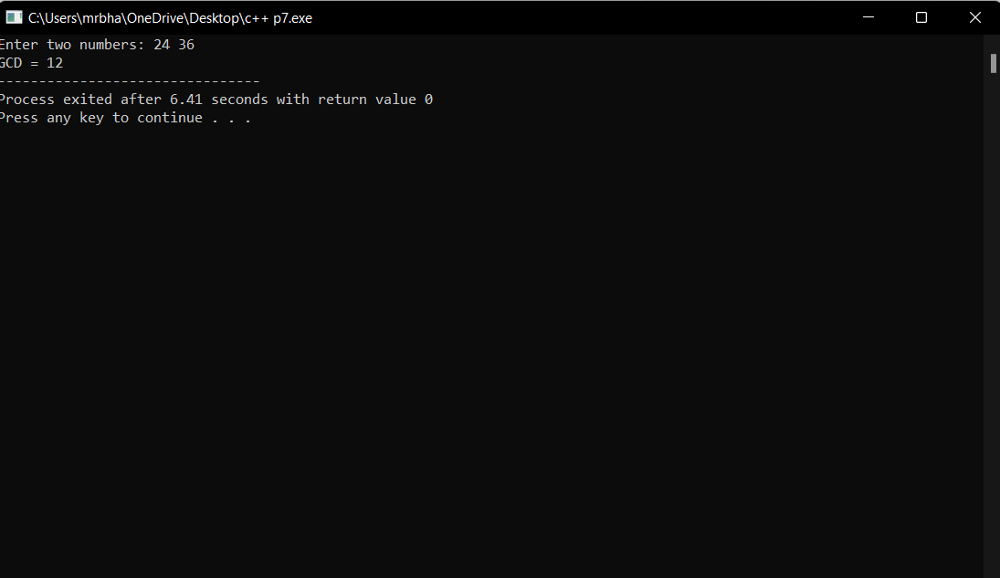 C:\Users\mrbha\OneDrive\Desktop\c++ p7.exe
Enter two numbers: 24 36
GCD = 12
--------------------------------
Process exited after 6.41 seconds with return value 0
Press any key to continue . . .